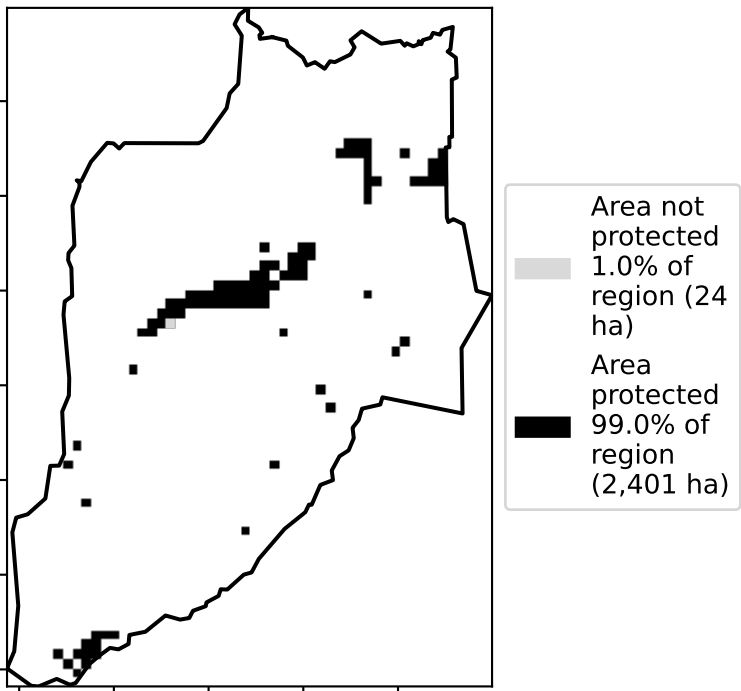 Area not
protected
1.0% of
region (24
ha)
Area
protected
99.0% of
region
(2,401 ha)